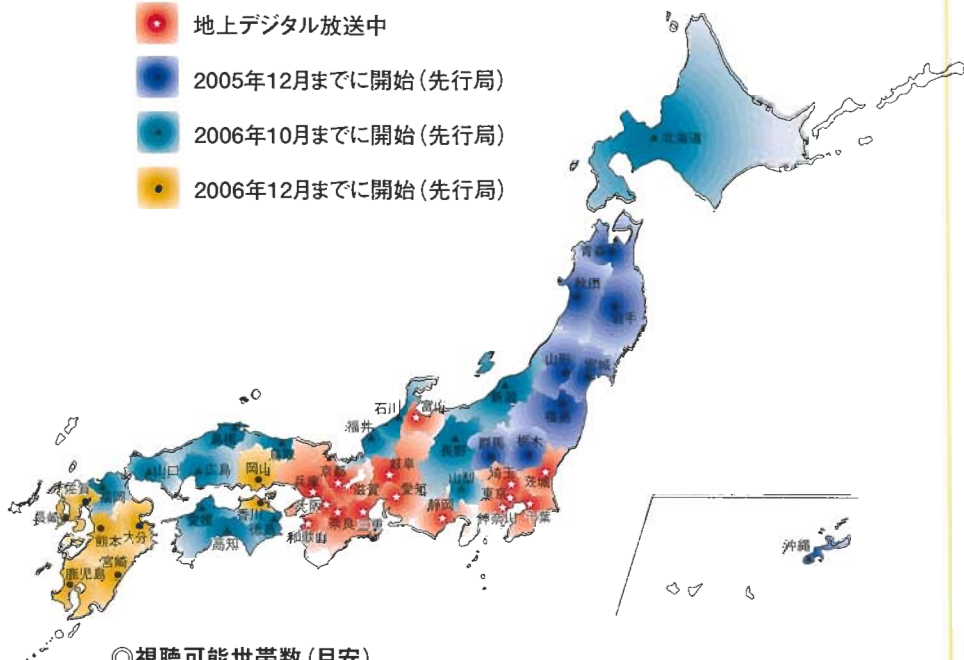 地上デジタル放送中
2005年12月までに開始(先行局)
2006年10月までに開始(先行局)
2006年12月までに開始(先行局)
北海道
青森
秋田
岩手
山形
宮城
新潟
福島
石川
富山
福井
長野
群馬
栃木
島根
鳥取
岡山
兵庫
京都
岐阜
山梨
埼玉
茨城
山口
広島
滋賀
愛知
東京
佐賀
福岡
大阪
静岡
神奈川
千葉
長崎
愛媛
香川
徳島
奈良
三重
和歌山
大分
熊本
高知
宮崎
鹿児島
沖縄
◎視聴可能世帯数(目安)